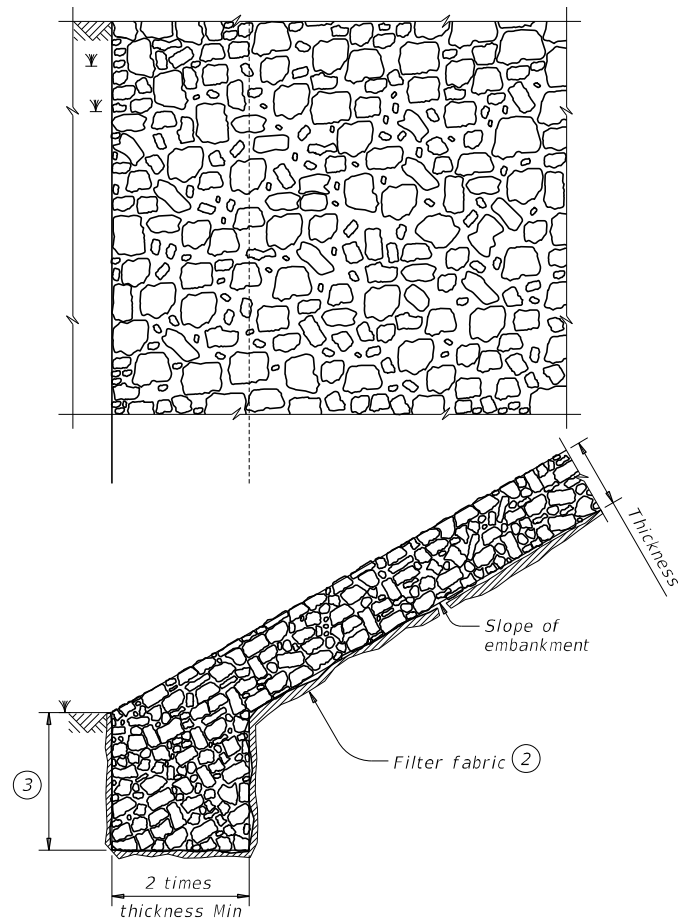 Thickness
Slope of
embankment
Filter fabric 2
3
2 times
thickness Min